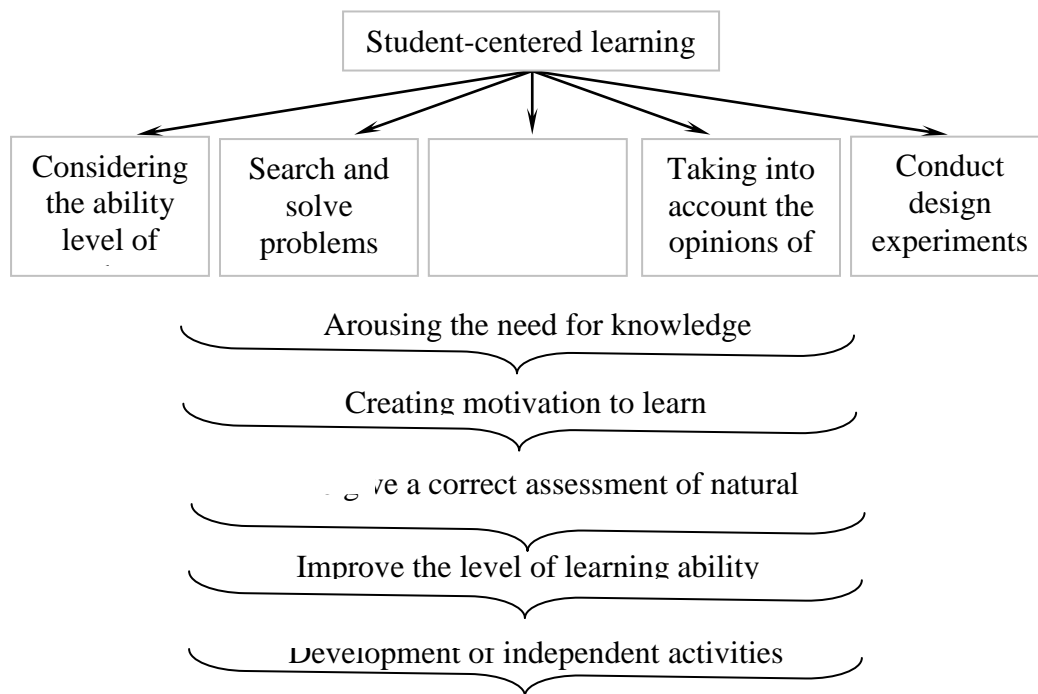 Student-centered learning
Considering
the ability
level of
Search and
solve
problems
Taking into
account the
opinions of
Conduct
design
experiments
Arousing the need for knowledge
Creating motivation to learn
a correct assessment of natural
Improve the level of learning ability
Development of independent activities